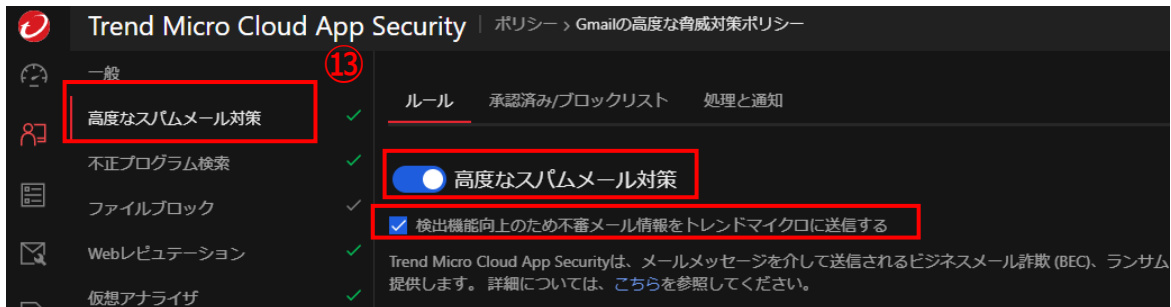 Trend Micro Cloud App Security ポリシー > Gmailの高度な脅威対策ポリシー
一般
⑬
高度なスパムメール対策
不正プログラム検索
ファイルブロック
Webレピュテーション
仮想アナライザ
ルール 承認済み/ブロックリスト 処理と通知
高度なスパムメール対策
検出機能向上のため不審メール情報をトレンドマイクロに送信する
Trend Micro Cloud App Securityは、メールメッセージを介して送信されるビジネスメール詐欺 (BEC)、ランサム
提供します。 詳細については、こちらを参照してください。